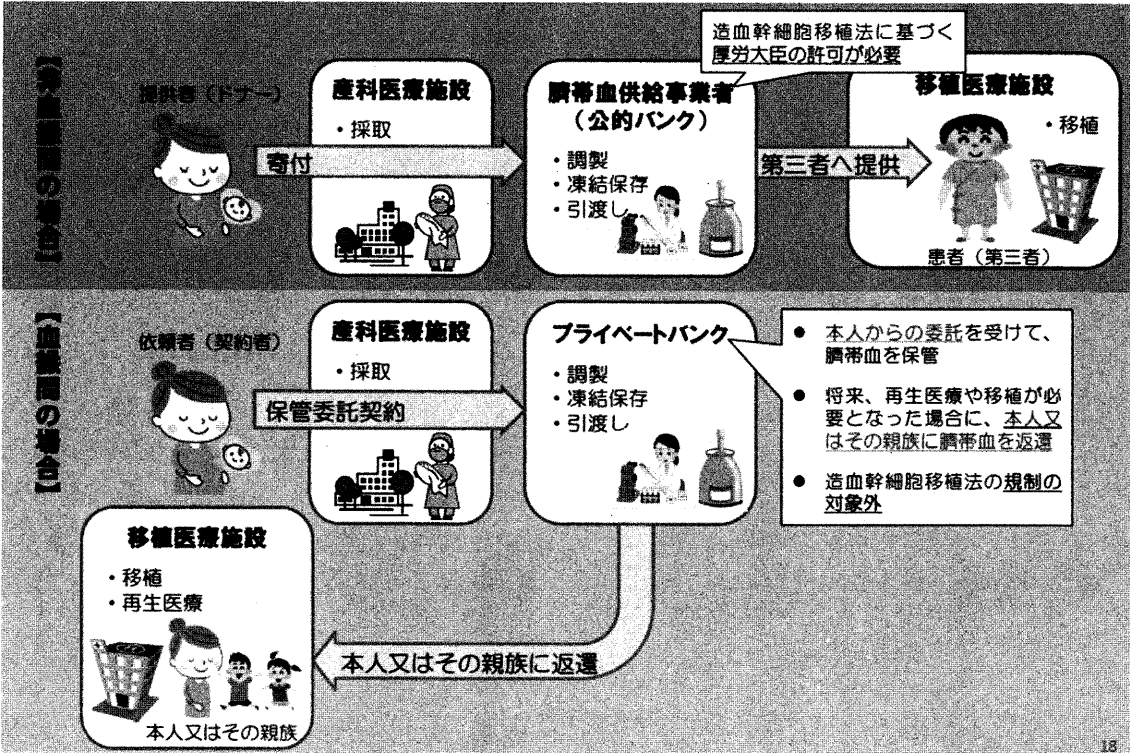 造血幹細胞移植法に基づく
厚労大臣の許可が必要
【非血縁間の場合】
提供者（ドナー）
産科医療施設
・採取
寄付
臍帯血供給事業者
（公的バンク）
・調製
・凍結保存
・引渡し
第三者へ提供
移植医療施設
・移植
患者（第三者）
【血縁間の場合】
依頼者（契約者）
産科医療施設
・採取
保管委託契約
プライベートバンク
・調製
・凍結保存
・引渡し
● 本人からの委託を受けて、
臍帯血を保管
● 将来、再生医療や移植が必
要となった場合に、本人又
はその親族に臍帯血を返還
● 造血幹細胞移植法の規制の
対象外
移植医療施設
・移植
・再生医療
本人又はその親族に返還
本人又はその親族
18